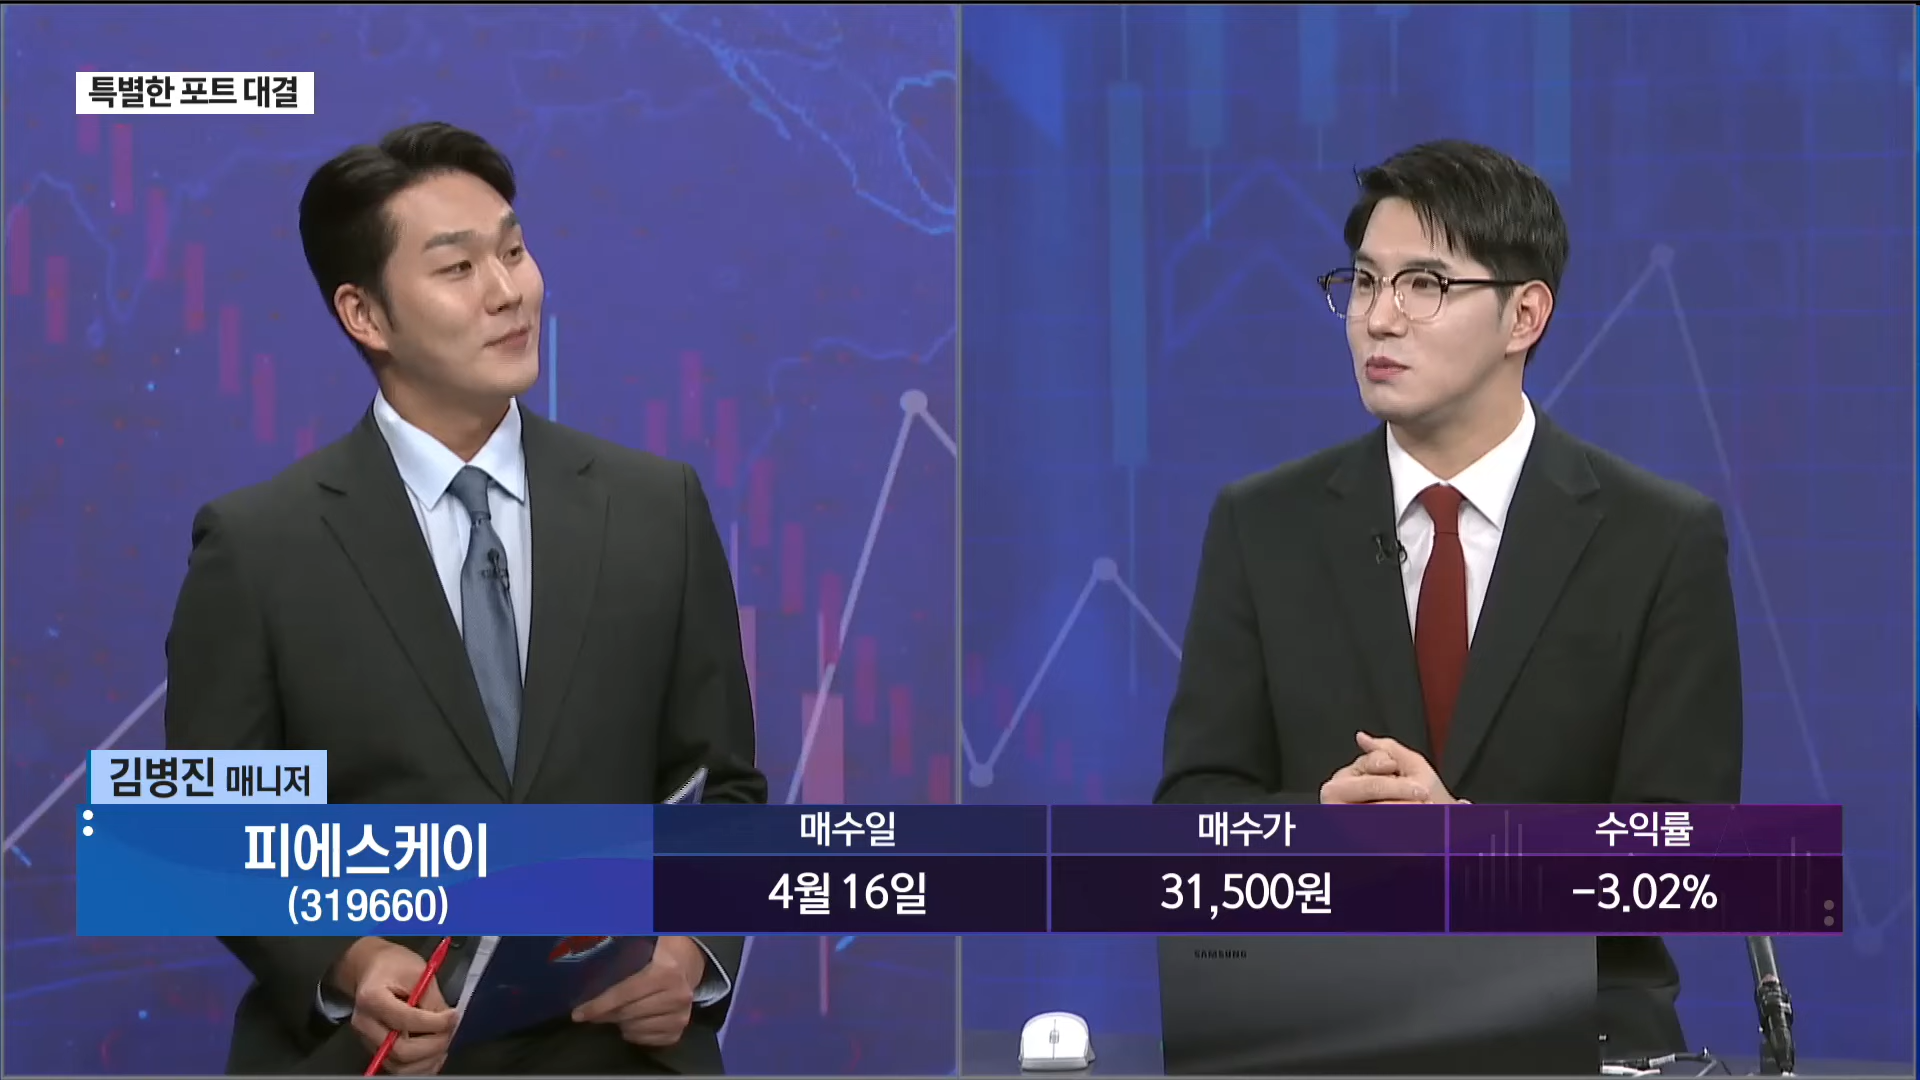 특별한 포트 대결
김병진 매니저
피에스케이
(319660)
매수일
매수가
수익률
4월 16일
31,500원
-3.02%
SAMSUNG